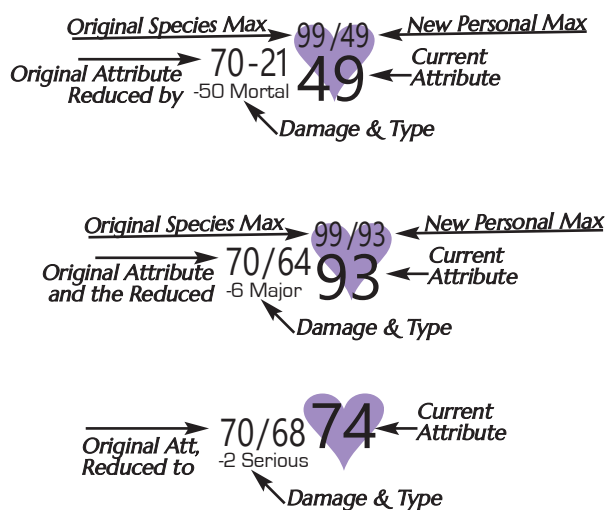 Original Species Max 99/49 New Personal Max
Original Attribute
Reduced by
70-21
-50 Mortal
49
Current
Attribute
Damage & Type
Original Species Max 99/93 New Personal Max
Original Attribute
and the Reduced
70/64
-6 Major
93
Current
Attribute
Damage & Type
Original Att,
Reduced to
70/68
-2 Serious
74
Current
Attribute
Damage & Type